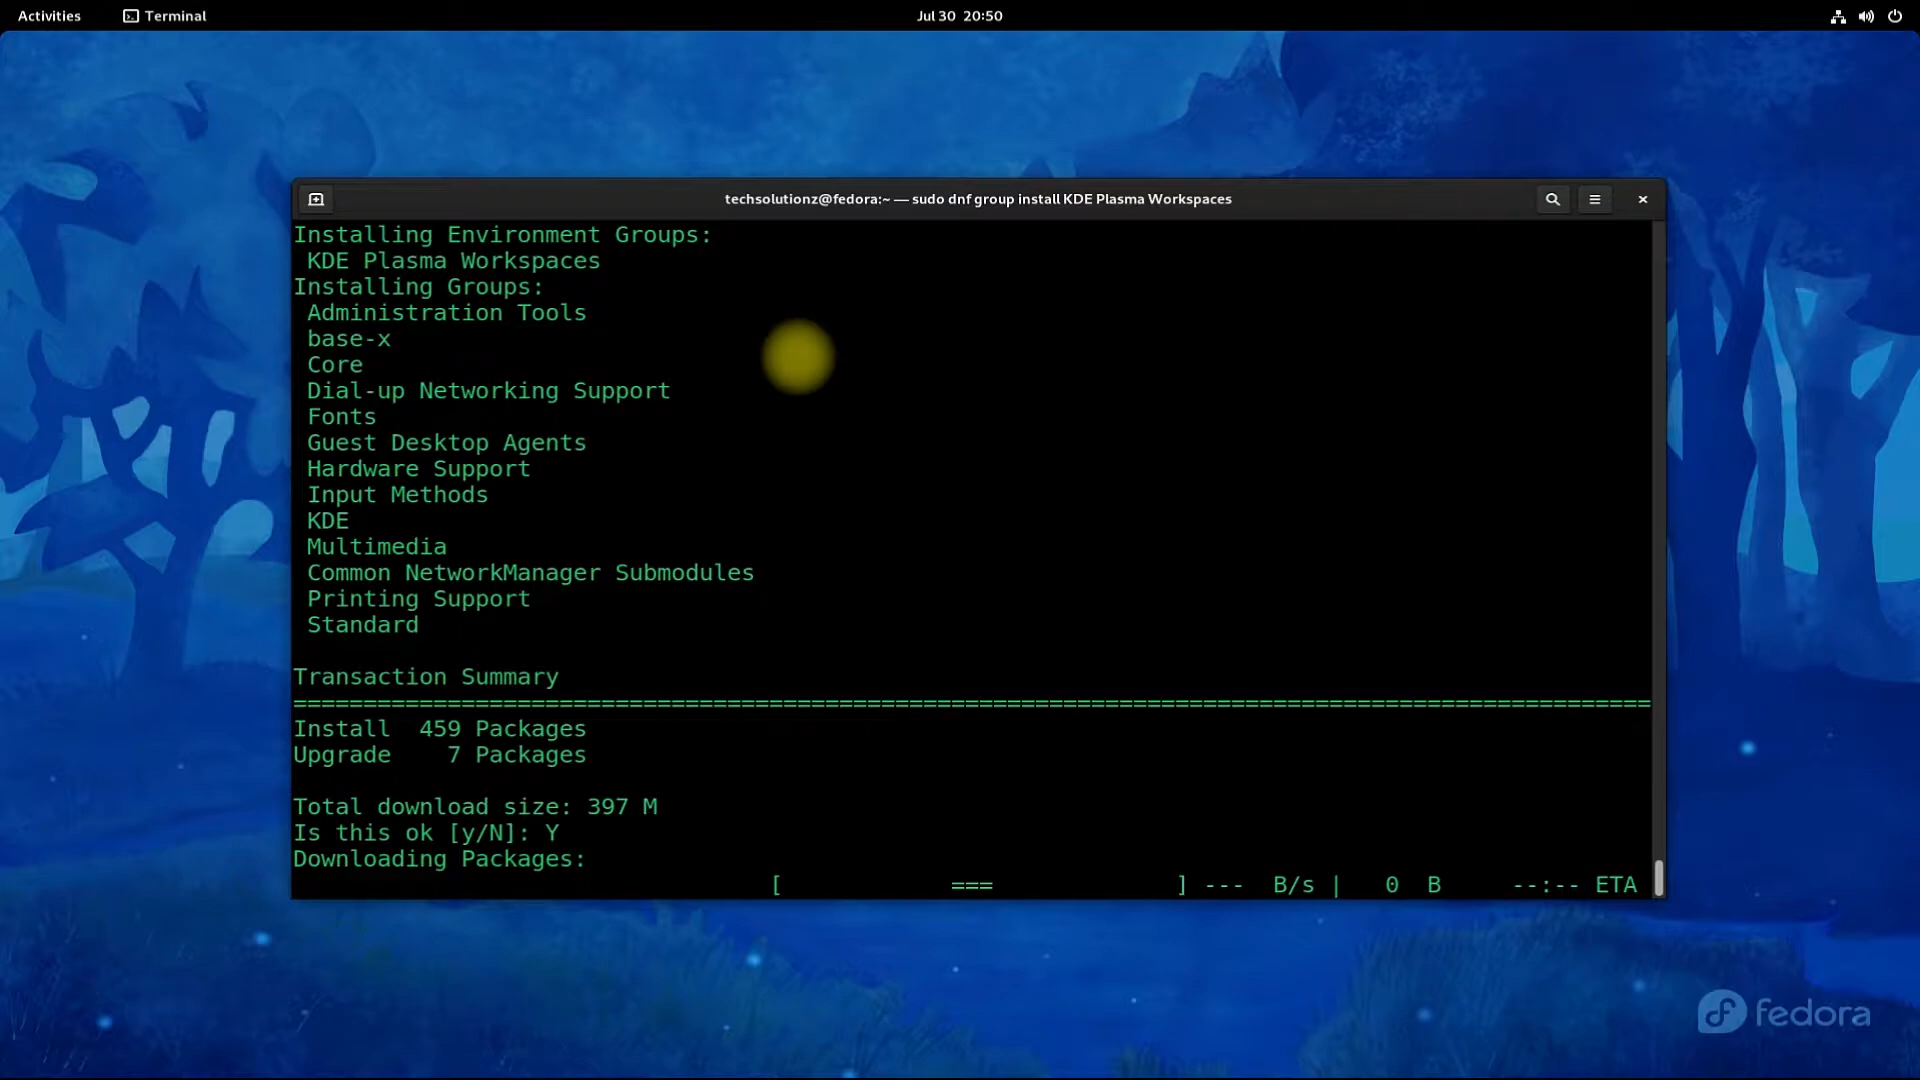 Activities Terminal Jul 30 20:50
techsolutionz@fedora:~ — sudo dnf group install KDE Plasma Workspaces
Installing Environment Groups:
KDE Plasma Workspaces
Installing Groups:
Administration Tools
base-x
Core
Dial-up Networking Support
Fonts
Guest Desktop Agents
Hardware Support
Input Methods
KDE
Multimedia
Common NetworkManager Submodules
Printing Support
Standard
Transaction Summary
=================================================================================================
Install  459 Packages
Upgrade    7 Packages
Total download size: 397 M
Is this ok [y/N]: Y
Downloading Packages:
[            ===             ] ---  B/s |   0  B     --:-- ETA
fedora